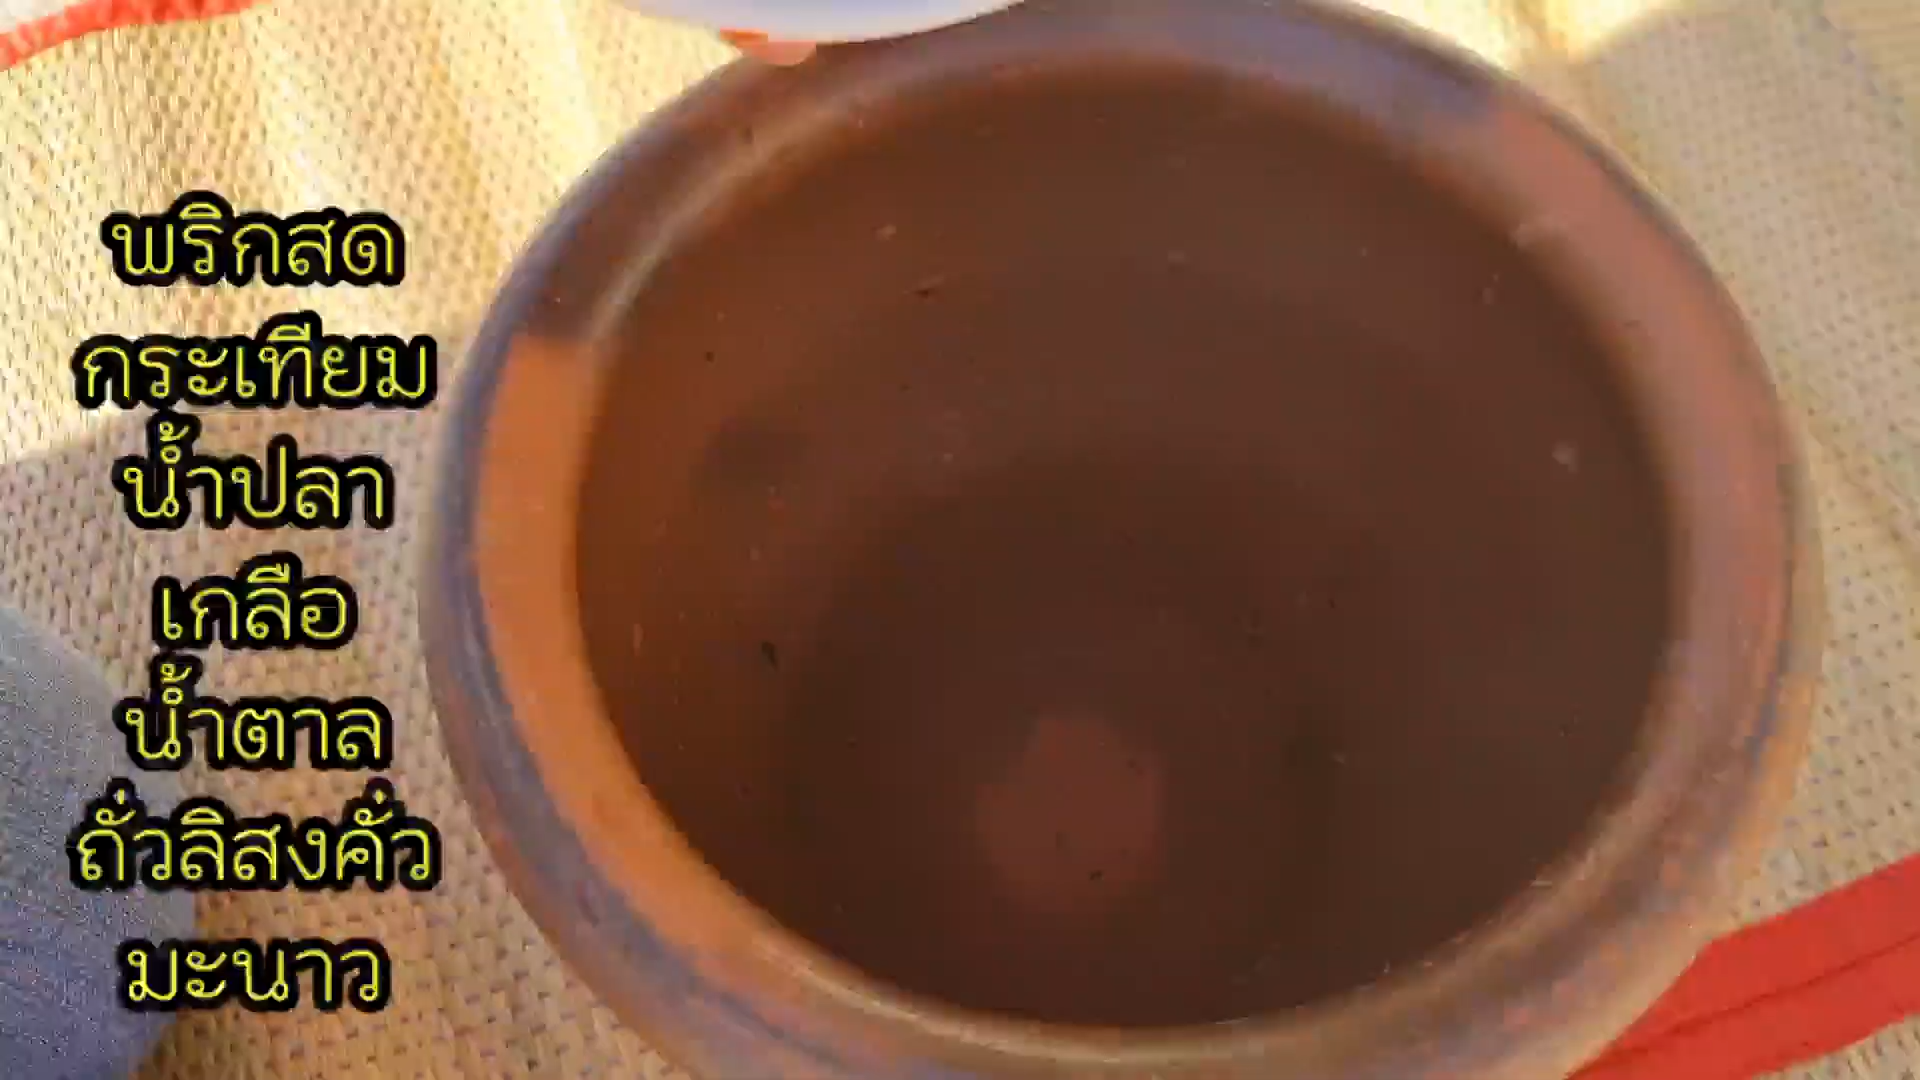 พริกสด
กระเทียม
น้ำปลา
เกลือ
น้ำตาล
ถั่วลิสงคั่ว
มะนาว